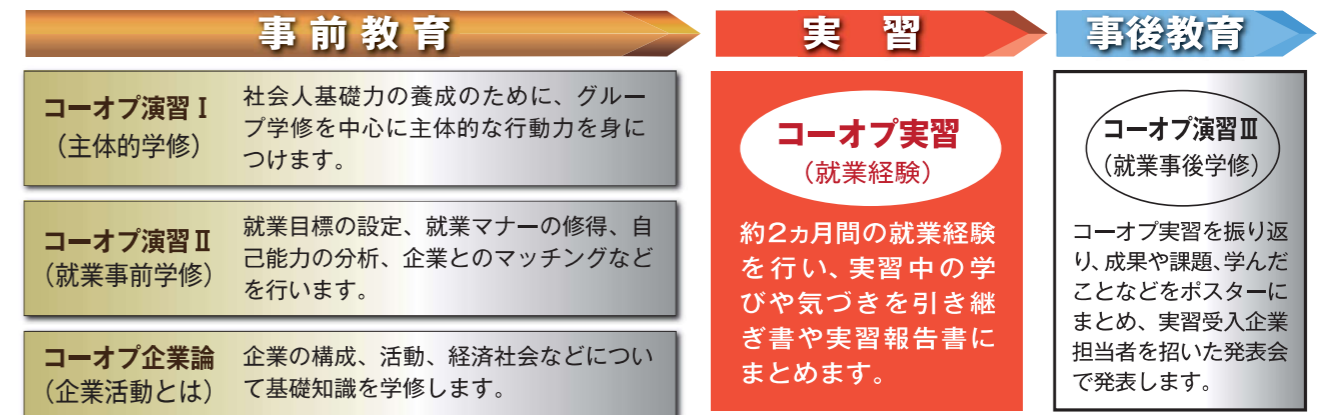 事前教育
コーオプ演習Ⅰ
（主体的学修）
社会人基礎力の養成のために、グルー
プ学修を中心に主体的な行動力を身に
つけます。
コーオプ演習Ⅱ
（就業事前学修）
就業目標の設定、就業マナーの修得、自
己能力の分析、企業とのマッチングなど
を行います。
コーオプ企業論
（企業活動とは）
企業の構成、活動、経済社会などについ
て基礎知識を学修します。
実　習
コーオプ実習
（就業経験）
約2ヵ月間の就業経験
を行い、実習中の学
びや気づきを引き継
ぎ書や実習報告書に
まとめます。
事後教育
コーオプ演習Ⅲ
（就業事後学修）
コーオプ実習を振り返
り、成果や課題、学んだ
ことなどをポスターに
まとめ、実習受入企業
担当者を招いた発表会
で発表します。